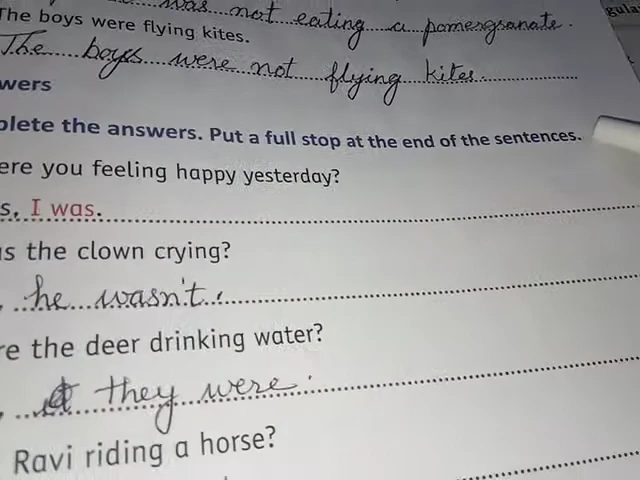 was not eating a pomergranate.
The boys were flying kites.
The boys were not flying kites.
wers
plete the answers. Put a full stop at the end of the sentences.
ere you feeling happy yesterday?
s, I was.
as the clown crying?
, he wasn't.
re the deer drinking water?
, they were.
Ravi riding a horse?